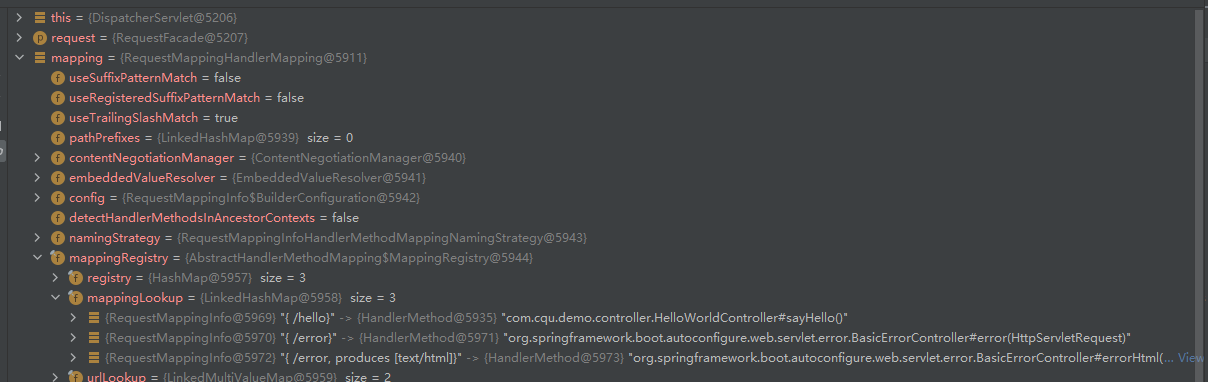 this = {DispatcherServlet@5206}
p request = {RequestFacade@5207}
mapping = {RequestMappingHandlerMapping@5911}
f useSuffixPatternMatch = false
f useRegisteredSuffixPatternMatch = false
f useTrailingSlashMatch = true
f pathPrefixes = {LinkedHashMap@5939} size = 0
f contentNegotiationManager = {ContentNegotiationManager@5940}
f embeddedValueResolver = {EmbeddedValueResolver@5941}
f config = {RequestMappingInfo$BuilderConfiguration@5942}
f detectHandlerMethodsInAncestorContexts = false
f namingStrategy = {RequestMappingInfoHandlerMethodMappingNamingStrategy@5943}
f mappingRegistry = {AbstractHandlerMethodMapping$MappingRegistry@5944}
f registry = {HashMap@5957} size = 3
f mappingLookup = {LinkedHashMap@5958} size = 3
{RequestMappingInfo@5969} "{ /hello}" -> {HandlerMethod@5935} "com.cqu.demo.controller.HelloWorldController#sayHello()"
{RequestMappingInfo@5970} "{ /error}" -> {HandlerMethod@5971} "org.springframework.boot.autoconfigure.web.servlet.error.BasicErrorController#error(HttpServletRequest)"
{RequestMappingInfo@5972} "{ /error, produces [text/html]}" -> {HandlerMethod@5973} "org.springframework.boot.autoconfigure.web.servlet.error.BasicErrorController#errorHtml(... View
f urlLookup = {LinkedMultiValueMap@5959} size = 2